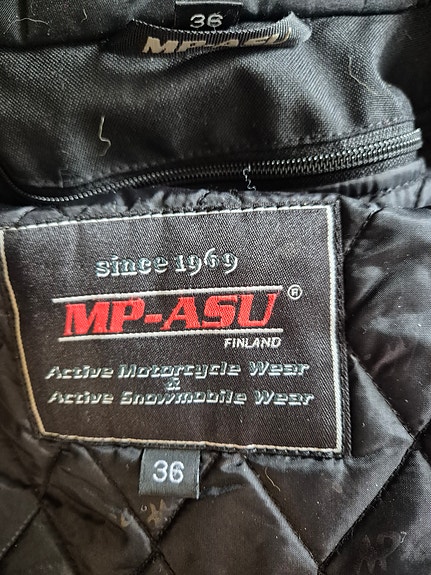 36
MP-ASU
since 1969
MP-ASU®
FINLAND
Active Motorcycle Wear
&
Active Snowmobile Wear
36